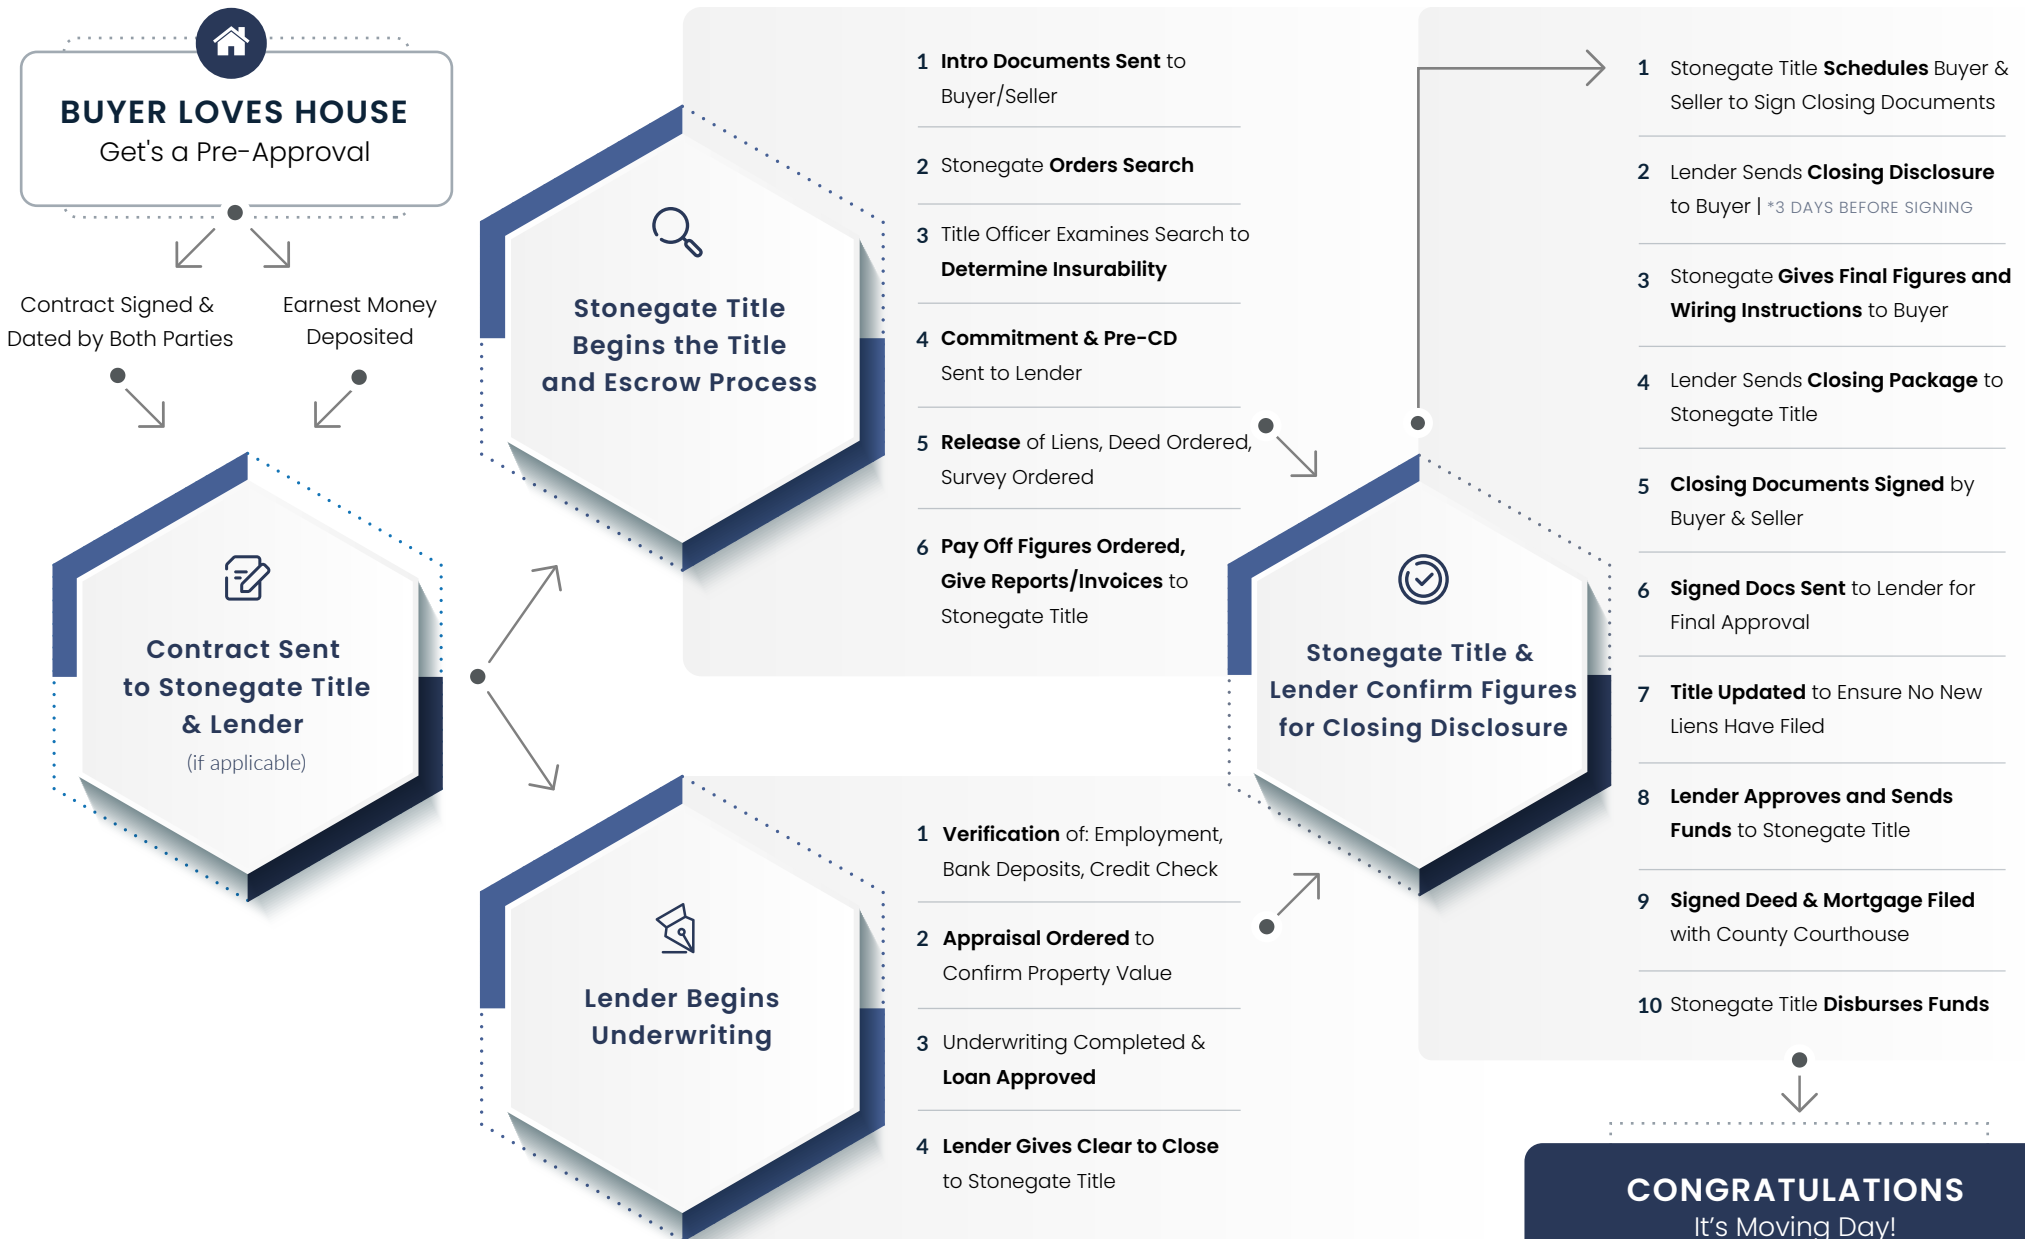 BUYER LOVES HOUSE
Get's a Pre-Approval
Contract Signed &
Dated by Both Parties
Earnest Money
Deposited
Contract Sent
to Stonegate Title
& Lender
(if applicable)
Stonegate Title
Begins the Title
and Escrow Process
1 Intro Documents Sent to
Buyer/Seller
2 Stonegate Orders Search
3 Title Officer Examines Search to
Determine Insurability
4 Commitment & Pre-CD
Sent to Lender
5 Release of Liens, Deed Ordered,
Survey Ordered
6 Pay Off Figures Ordered,
Give Reports/Invoices to
Stonegate Title
Lender Begins
Underwriting
1 Verification of: Employment,
Bank Deposits, Credit Check
2 Appraisal Ordered to
Confirm Property Value
3 Underwriting Completed &
Loan Approved
4 Lender Gives Clear to Close
to Stonegate Title
Stonegate Title &
Lender Confirm Figures
for Closing Disclosure
1 Stonegate Title Schedules Buyer &
Seller to Sign Closing Documents
2 Lender Sends Closing Disclosure
to Buyer | *3 DAYS BEFORE SIGNING
3 Stonegate Gives Final Figures and
Wiring Instructions to Buyer
4 Lender Sends Closing Package to
Stonegate Title
5 Closing Documents Signed by
Buyer & Seller
6 Signed Docs Sent to Lender for
Final Approval
7 Title Updated to Ensure No New
Liens Have Filed
8 Lender Approves and Sends
Funds to Stonegate Title
9 Signed Deed & Mortgage Filed
with County Courthouse
10 Stonegate Title Disburses Funds
CONGRATULATIONS
It's Moving Day!